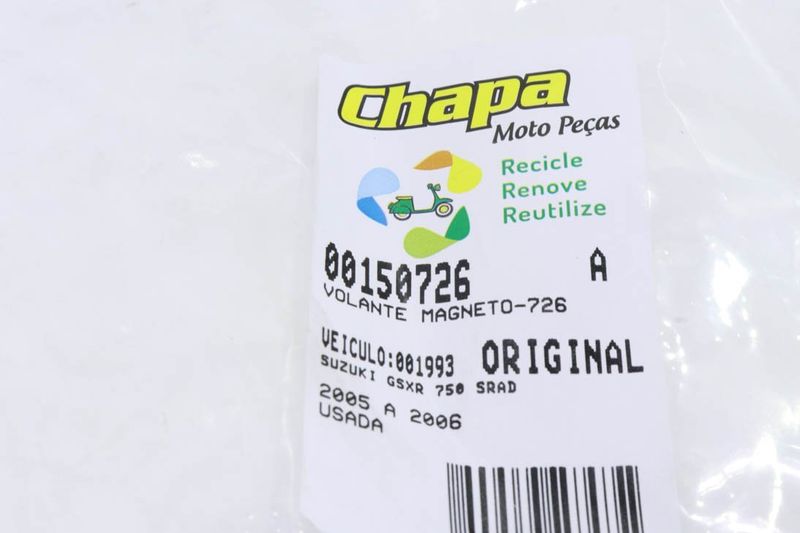 Chapa
Moto Peças
Recicle
Renove
Reutilize
00150726 A
VOLANTE MAGNETO-726
VEICULO:001993 ORIGINAL
SUZUKI GSXR 750 SRAD
2005 A 2006
USADA